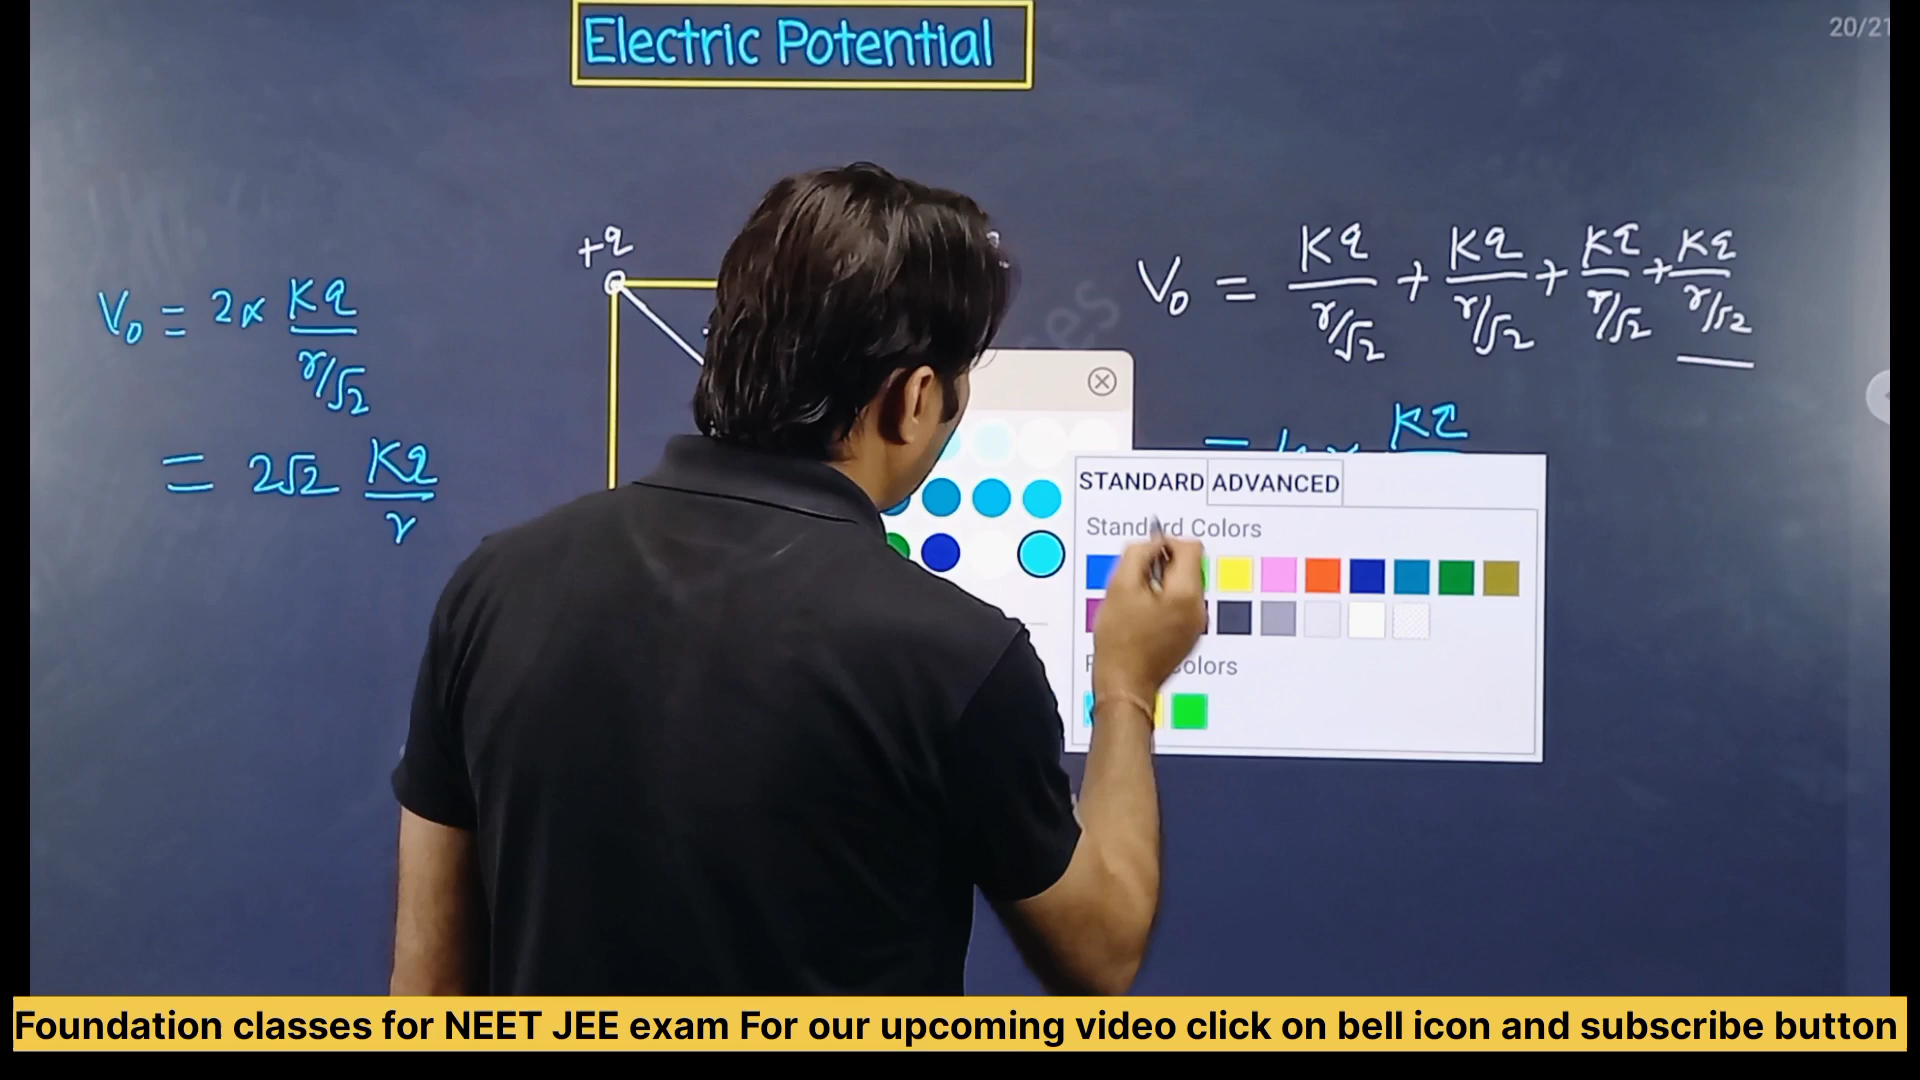 Electric Potential
20/21
+q
V₀ = 2 × Kq / r/√2
= 2√2 Kq / r
V₀ = Kq / r/√2 + Kq / r/√2 + Kq / r/√2 + Kq / r/√2
= 4 × Kq
STANDARD ADVANCED
Standard Colors
Foundation classes for NEET JEE exam For our upcoming video click on bell icon and subscribe button